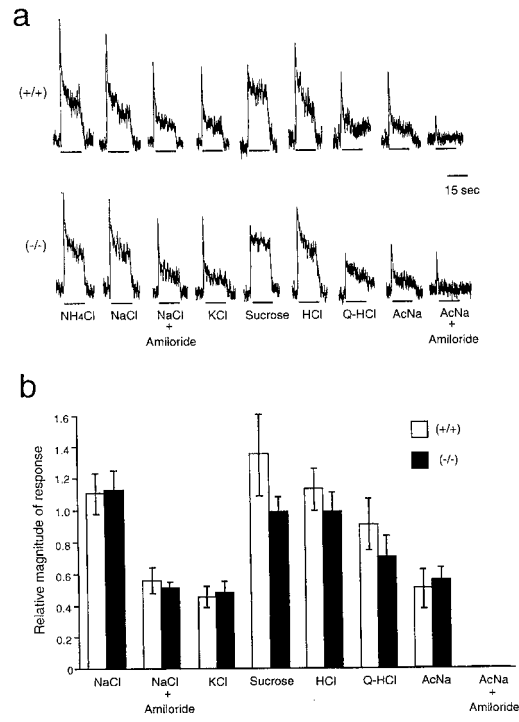 a
(+/+)
15 sec
(-/-)
NH4Cl NaCl NaCl + Amiloride KCl Sucrose HCl Q-HCl AcNa AcNa + Amiloride
b
(+/+)
(-/-)
Relative magnitude of response
1.6
1.4
1.2
1.0
0.8
0.6
0.4
0.2
0
NaCl NaCl + Amiloride KCl Sucrose HCl Q-HCl AcNa AcNa + Amiloride